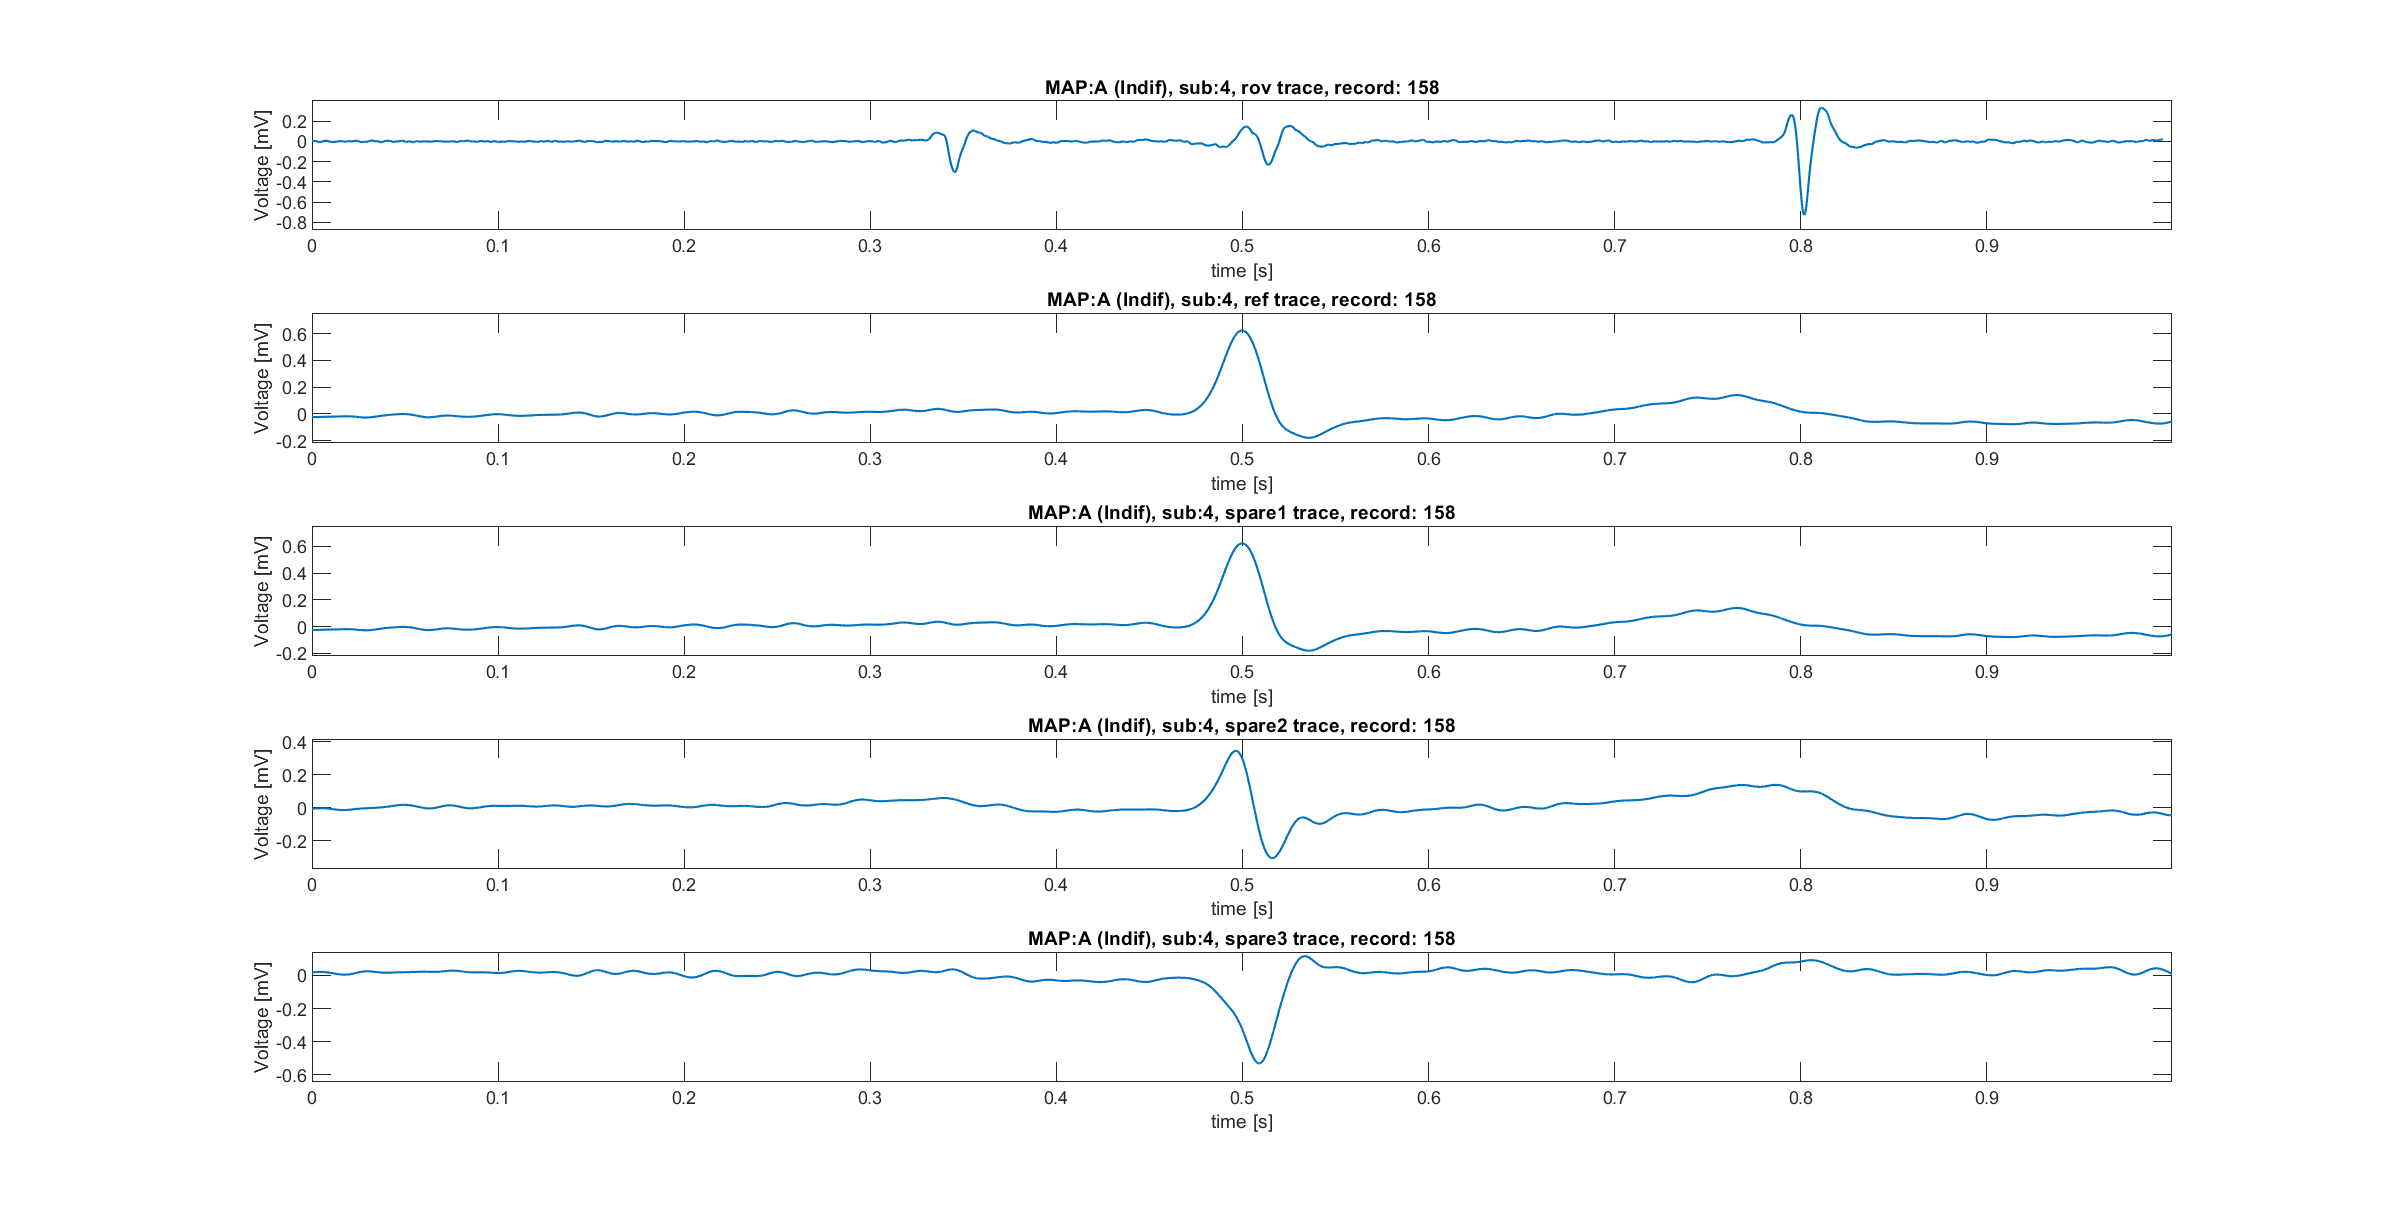 MAP:A (Indif), sub:4, rov trace, record: 158
Voltage [mV]
0.2
0
-0.2
-0.4
-0.6
-0.8
0 0.1 0.2 0.3 0.4 0.5 0.6 0.7 0.8 0.9
time [s]
MAP:A (Indif), sub:4, ref trace, record: 158
Voltage [mV]
0.6
0.4
0.2
0
-0.2
0 0.1 0.2 0.3 0.4 0.5 0.6 0.7 0.8 0.9
time [s]
MAP:A (Indif), sub:4, spare1 trace, record: 158
Voltage [mV]
0.6
0.4
0.2
0
-0.2
0 0.1 0.2 0.3 0.4 0.5 0.6 0.7 0.8 0.9
time [s]
MAP:A (Indif), sub:4, spare2 trace, record: 158
Voltage [mV]
0.4
0.2
0
-0.2
0 0.1 0.2 0.3 0.4 0.5 0.6 0.7 0.8 0.9
time [s]
MAP:A (Indif), sub:4, spare3 trace, record: 158
Voltage [mV]
0
-0.2
-0.4
-0.6
0 0.1 0.2 0.3 0.4 0.5 0.6 0.7 0.8 0.9
time [s]